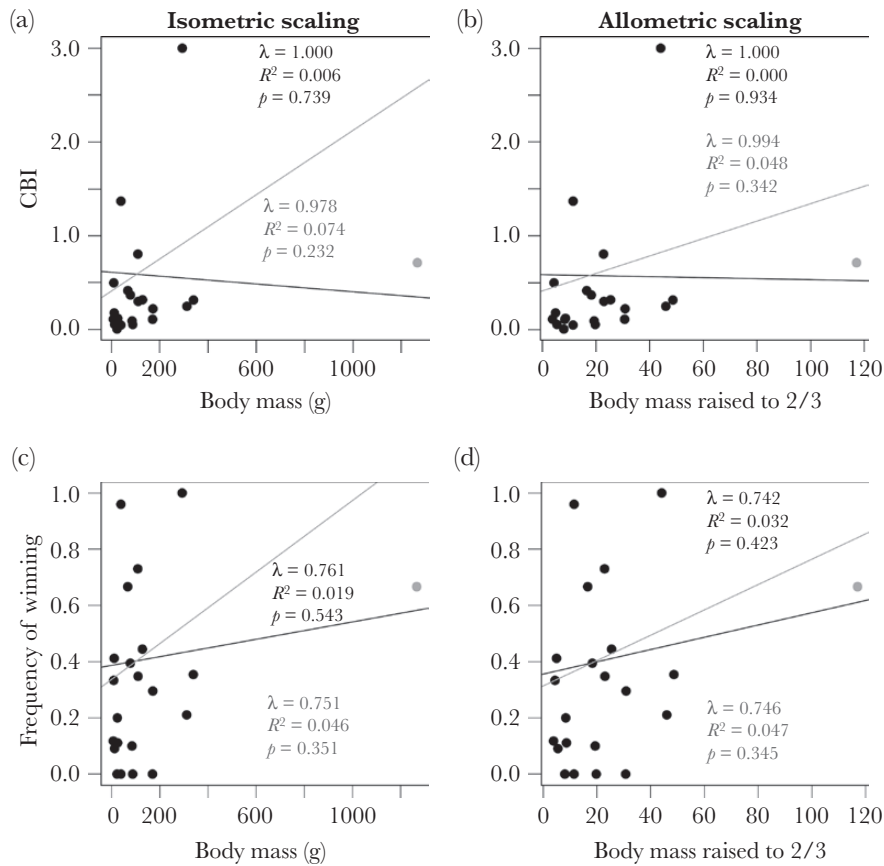 (a) Isometric scaling
(b) Allometric scaling
3.0
2.0
1.0
0.0
CBI
λ = 1.000
R² = 0.006
p = 0.739
λ = 0.978
R² = 0.074
p = 0.232
0 200 600 1000
Body mass (g)
3.0
2.0
1.0
0.0
λ = 1.000
R² = 0.000
p = 0.934
λ = 0.994
R² = 0.048
p = 0.342
0 20 40 60 80 100 120
Body mass raised to 2/3
(c)
1.0
0.8
0.6
0.4
0.2
0.0
Frequency of winning
λ = 0.761
R² = 0.019
p = 0.543
λ = 0.751
R² = 0.046
p = 0.351
0 200 600 1000
Body mass (g)
(d)
1.0
0.8
0.6
0.4
0.2
0.0
λ = 0.742
R² = 0.032
p = 0.423
λ = 0.746
R² = 0.047
p = 0.345
0 20 40 60 80 100 120
Body mass raised to 2/3